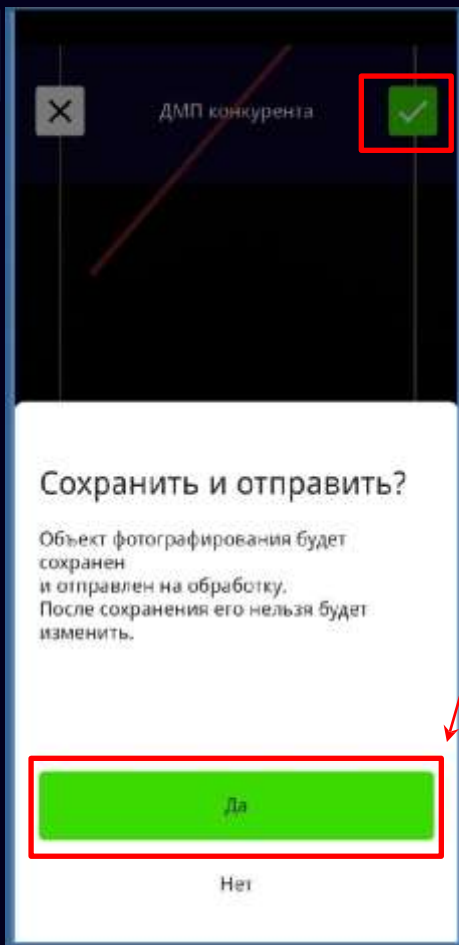 ДМП конкурента
Сохранить и отправить?
Объект фотографирования будет
сохранен
и отправлен на обработку.
После сохранения его нельзя будет
изменить.
Да
Нет